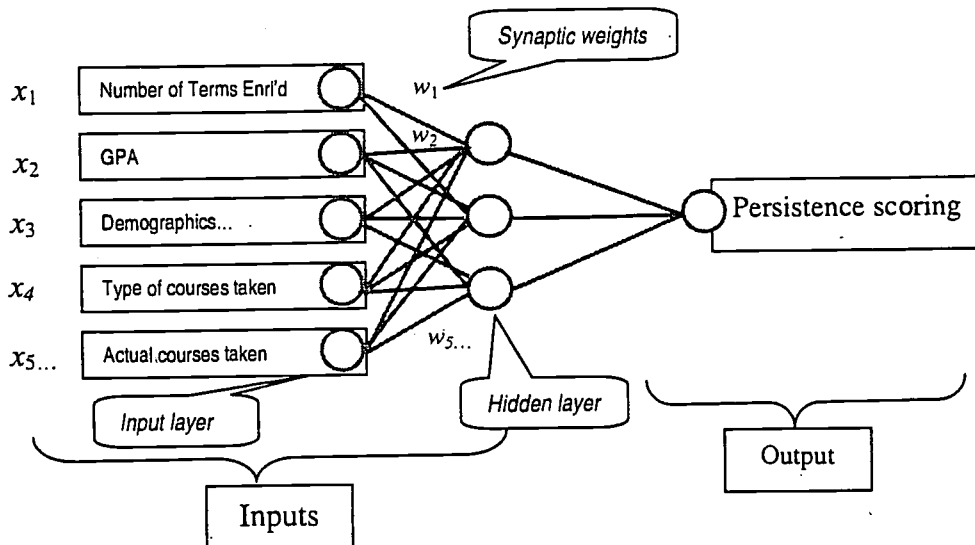 Synaptic weights
x1
Number of Terms Enrl'd
w1
x2
GPA
w2
x3
Demographics...
Persistence scoring
x4
Type of courses taken
x5...
Actual.courses taken
w5...
Input layer
Hidden layer
Output
Inputs